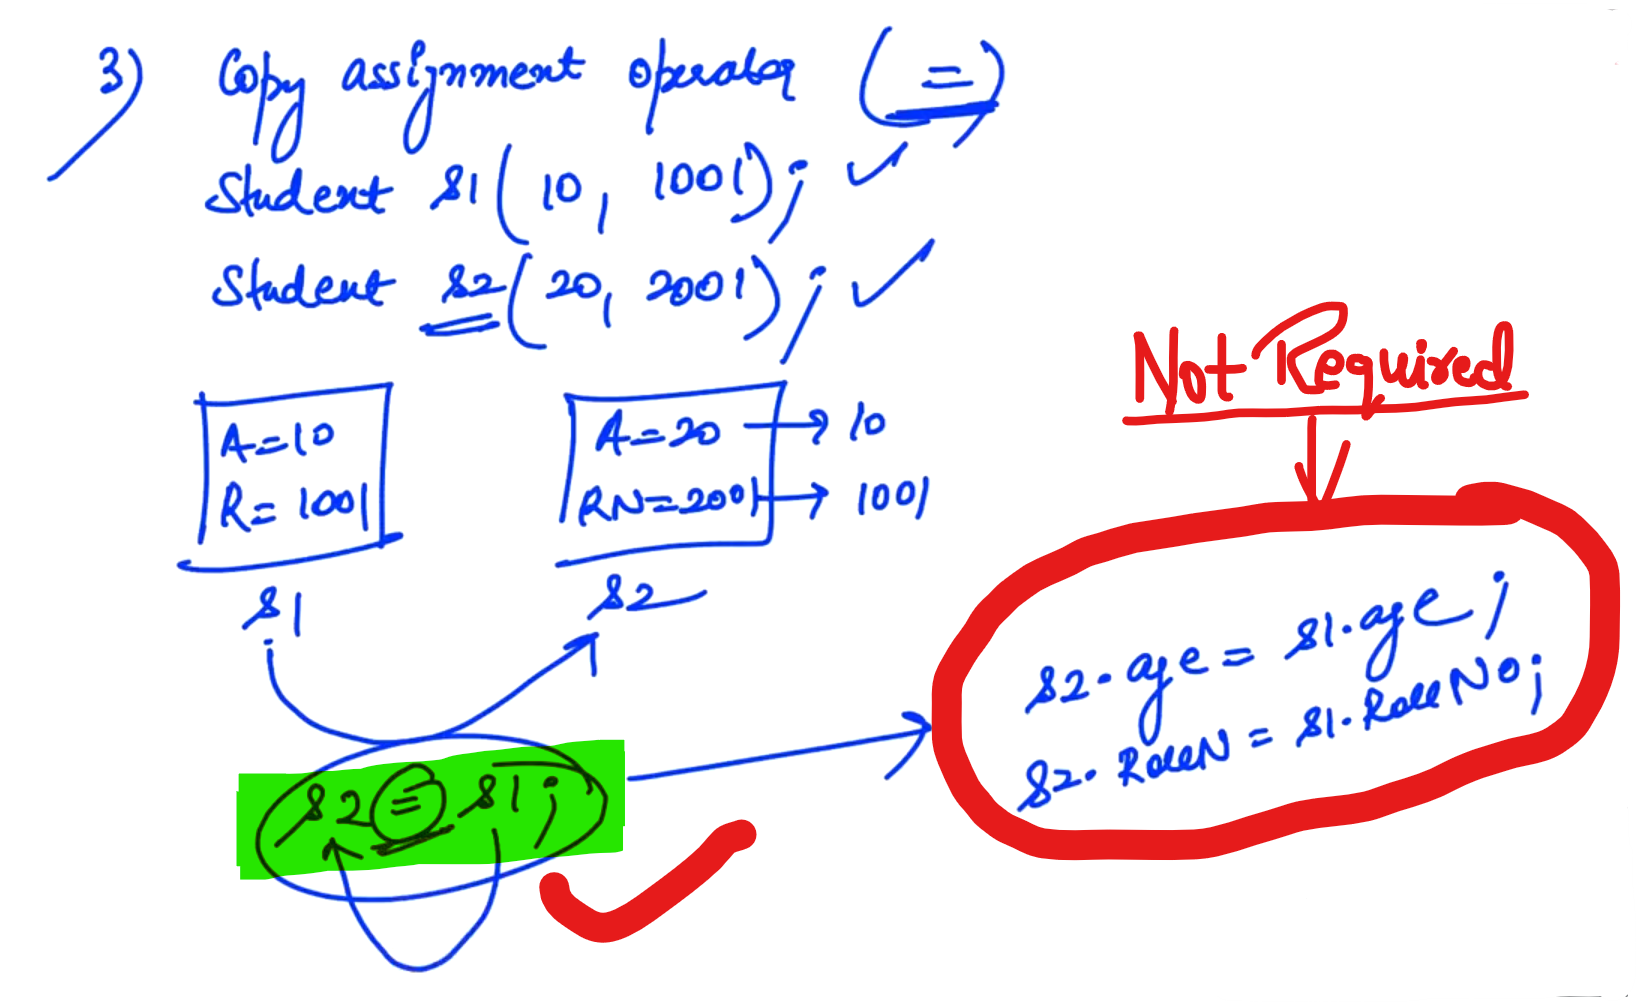 3) Copy assignment operator (=)
Student S1(10, 1001);
Student S2(20, 2001);
Not Required
A=10
R=1001
A=20 → 10
RN=2001 → 1001
S1
S2
S2.age = S1.age;
S2.RollN = S1.RollNo;
S2 = S1;